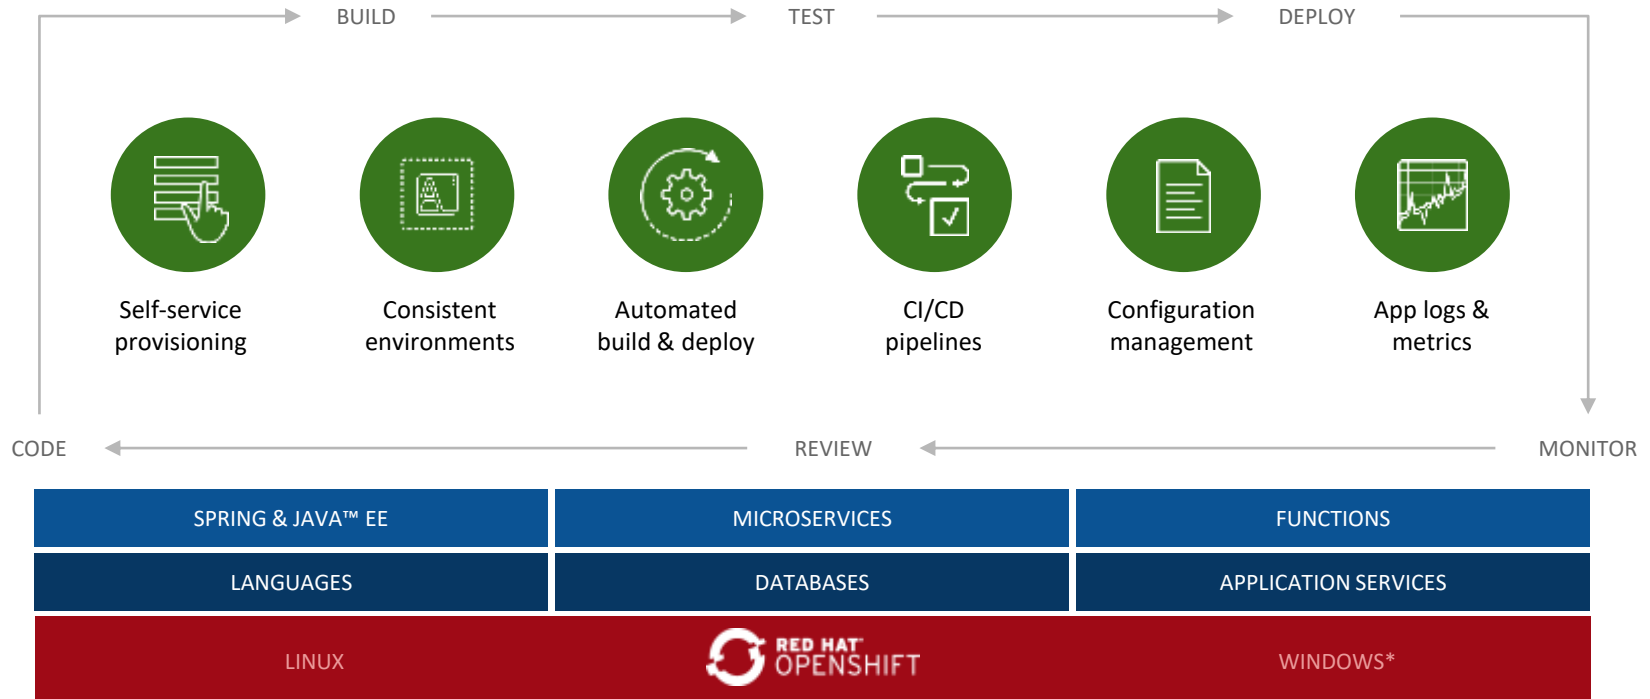 BUILD
TEST
DEPLOY
Self-service
provisioning
Consistent
environments
Automated
build & deploy
CI/CD
pipelines
Configuration
management
App logs &
metrics
CODE
REVIEW
MONITOR
SPRING & JAVA™ EE
MICROSERVICES
FUNCTIONS
LANGUAGES
DATABASES
APPLICATION SERVICES
LINUX
RED HAT®
OPENSHIFT
WINDOWS*